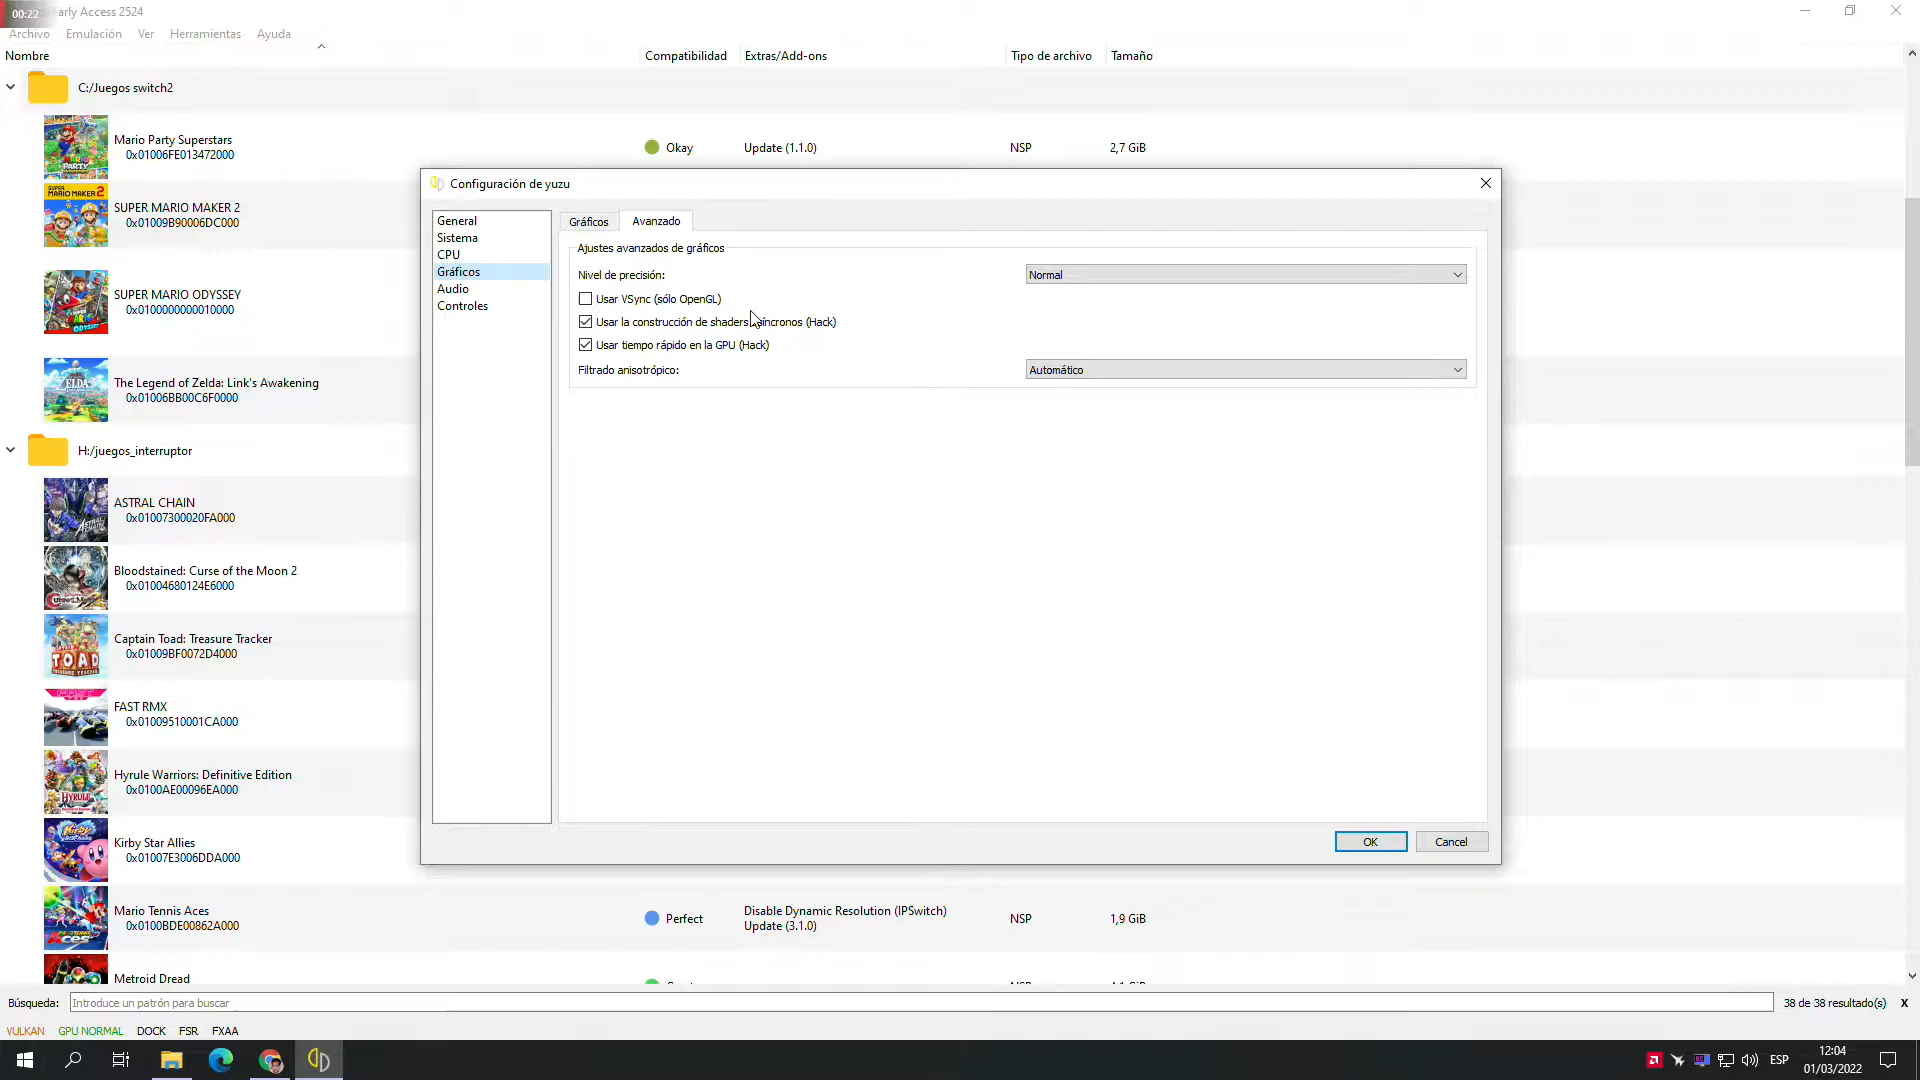 00:22 arly Access 2524
Archivo Emulación Ver Herramientas Ayuda
Nombre Compatibilidad Extras/Add-ons Tipo de archivo Tamaño
C:/Juegos switch2
Mario Party Superstars
0x01006FE013472000
Okay Update (1.1.0) NSP 2,7 GiB
SUPER MARIO MAKER 2
0x01009B90006DC000
SUPER MARIO ODYSSEY
0x0100000000010000
The Legend of Zelda: Link's Awakening
0x01006BB00C6F0000
H:/juegos_interruptor
ASTRAL CHAIN
0x01007300020FA000
Bloodstained: Curse of the Moon 2
0x01004680124E6000
Captain Toad: Treasure Tracker
0x01009BF0072D4000
FAST RMX
0x01009510001CA000
Hyrule Warriors: Definitive Edition
0x0100AE00096EA000
Kirby Star Allies
0x01007E3006DDA000
Mario Tennis Aces
0x0100BDE00862A000
Perfect Disable Dynamic Resolution (IPSwitch) NSP 1,9 GiB
Update (3.1.0)
Metroid Dread
Configuración de yuzu
General
Sistema
CPU
Gráficos
Audio
Controles
Gráficos Avanzado
Ajustes avanzados de gráficos
Nivel de precisión: Normal
Usar VSync (sólo OpenGL)
Usar la construcción de shaders síncronos (Hack)
Usar tiempo rápido en la GPU (Hack)
Filtrado anisotrópico: Automático
OK Cancel
Búsqueda: Introduce un patrón para buscar 38 de 38 resultado(s) X
VULKAN GPU NORMAL DOCK FSR FXAA
ESP 12:04
01/03/2022